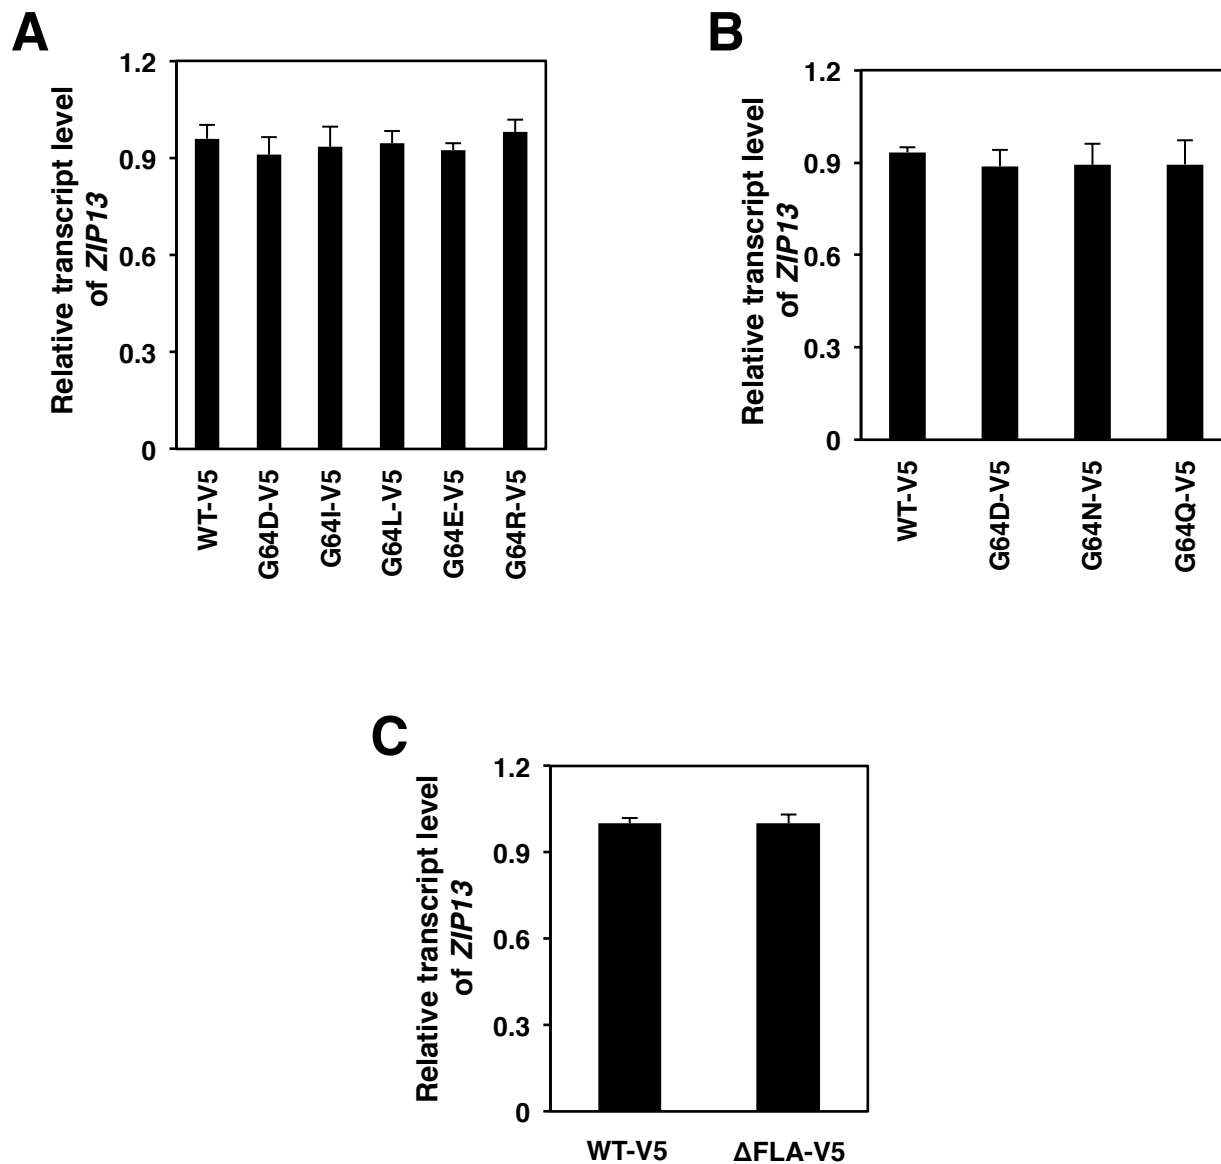 A
Relative transcript level
of ZIP13
1.2
0.9
0.6
0.3
0
WT-V5
G64D-V5
G64I-V5
G64L-V5
G64E-V5
G64R-V5
B
Relative transcript level
of ZIP13
1.2
0.9
0.6
0.3
0
WT-V5
G64D-V5
G64N-V5
G64Q-V5
C
Relative transcript level
of ZIP13
1.2
0.9
0.6
0.3
0
WT-V5
ΔFLA-V5